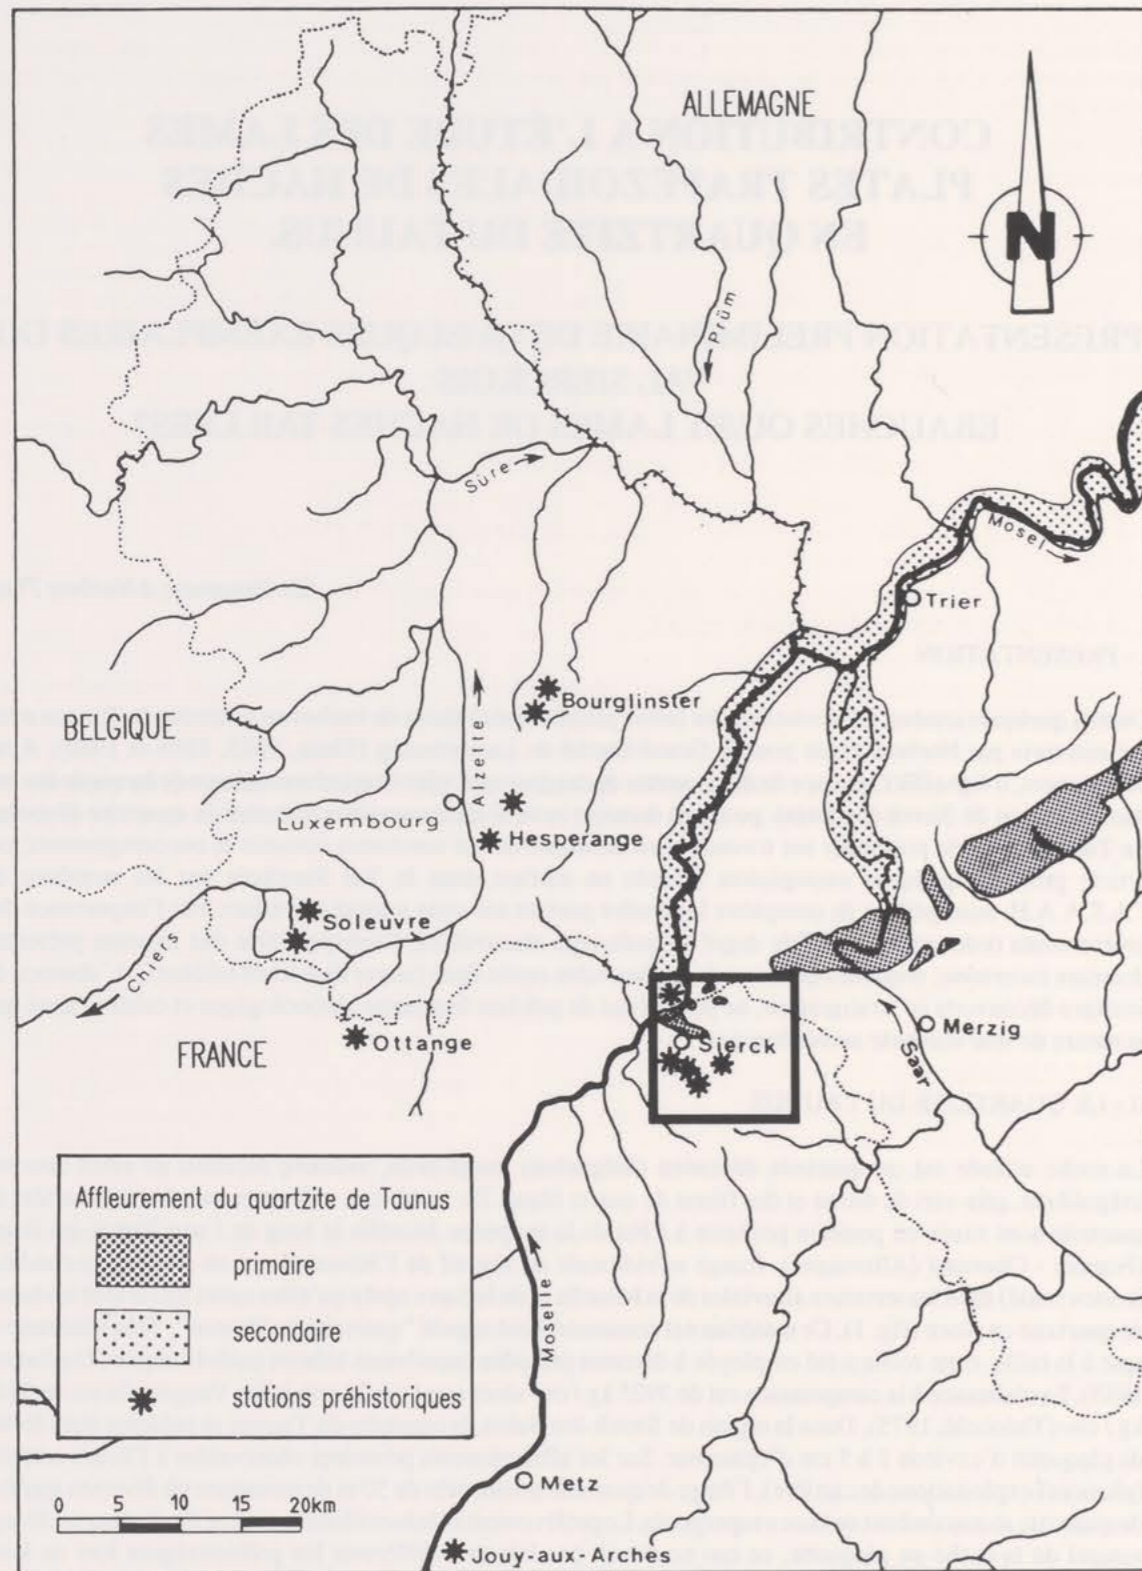 ALLEMAGNE
N
Prüm
Sûre
Mosel
Trier
BELGIQUE
Bourglinster
Alzette
Luxembourg
Hesperange
Soleuvre
Chiers
Merzig
Sierck
Saar
Ottange
FRANCE
Affleurement du quartzite de Taunus
primaire
secondaire
stations préhistoriques
Moselle
Metz
0 5 10 15 20km
Jouy-aux-Arches